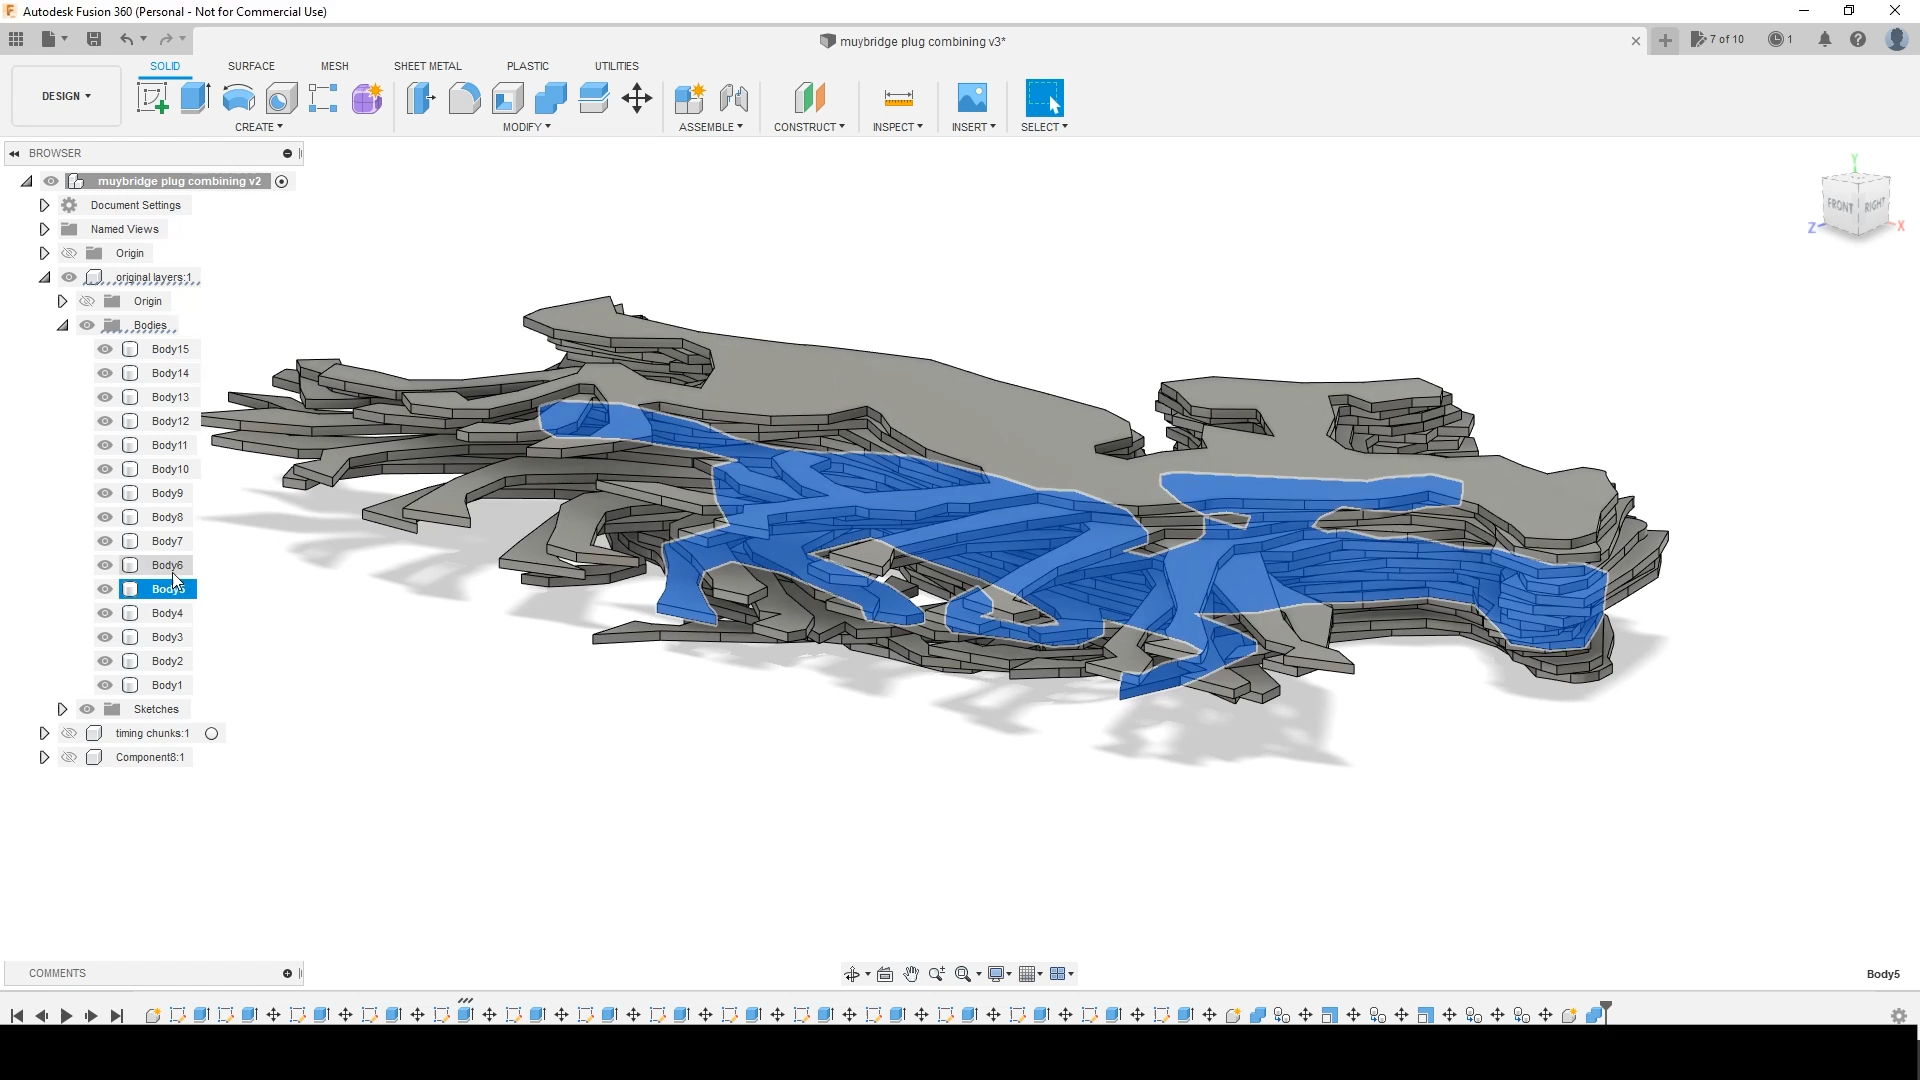 Autodesk Fusion 360 (Personal - Not for Commercial Use)
muybridge plug combining v3*
7 of 10
1
DESIGN
SOLID
SURFACE
MESH
SHEET METAL
PLASTIC
UTILITIES
CREATE
MODIFY
ASSEMBLE
CONSTRUCT
INSPECT
INSERT
SELECT
BROWSER
muybridge plug combining v2
Document Settings
Named Views
Origin
original layers:1
Origin
Bodies
Body15
Body14
Body13
Body12
Body11
Body10
Body9
Body8
Body7
Body6
Body5
Body4
Body3
Body2
Body1
Sketches
timing chunks:1
Component8:1
Y
FRONT
RIGHT
Z
X
COMMENTS
Body5